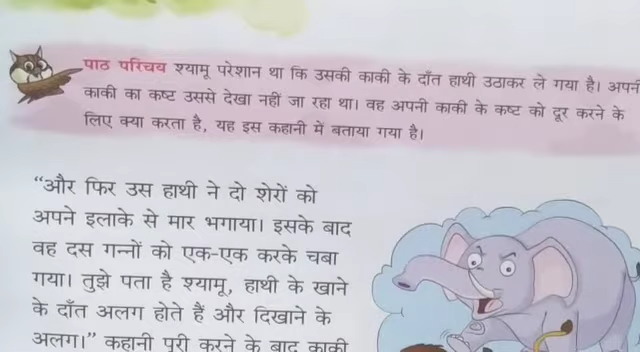 पाठ परिचय श्यामू परेशान था कि उसकी काकी के दाँत हाथी उठाकर ले गया है। अपनी
काकी का कष्ट उससे देखा नहीं जा रहा था। वह अपनी काकी के कष्ट को दूर करने के
लिए क्या करता है, यह इस कहानी में बताया गया है।
“और फिर उस हाथी ने दो शेरों को
अपने इलाके से मार भगाया। इसके बाद
वह दस गन्नों को एक-एक करके चबा
गया। तुझे पता है श्यामू, हाथी के खाने
के दाँत अलग होते हैं और दिखाने के
अलग।” कहानी पूरी करने के बाद काकी